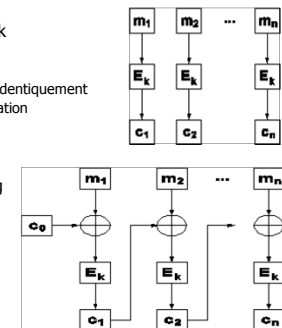 m1 m2 ... mn
k
Ek Ek Ek
dentiquement
ation
c1 c2 cn
g
m1 m2 ... mn
c0
Ek Ek Ek
c1 c2 cn